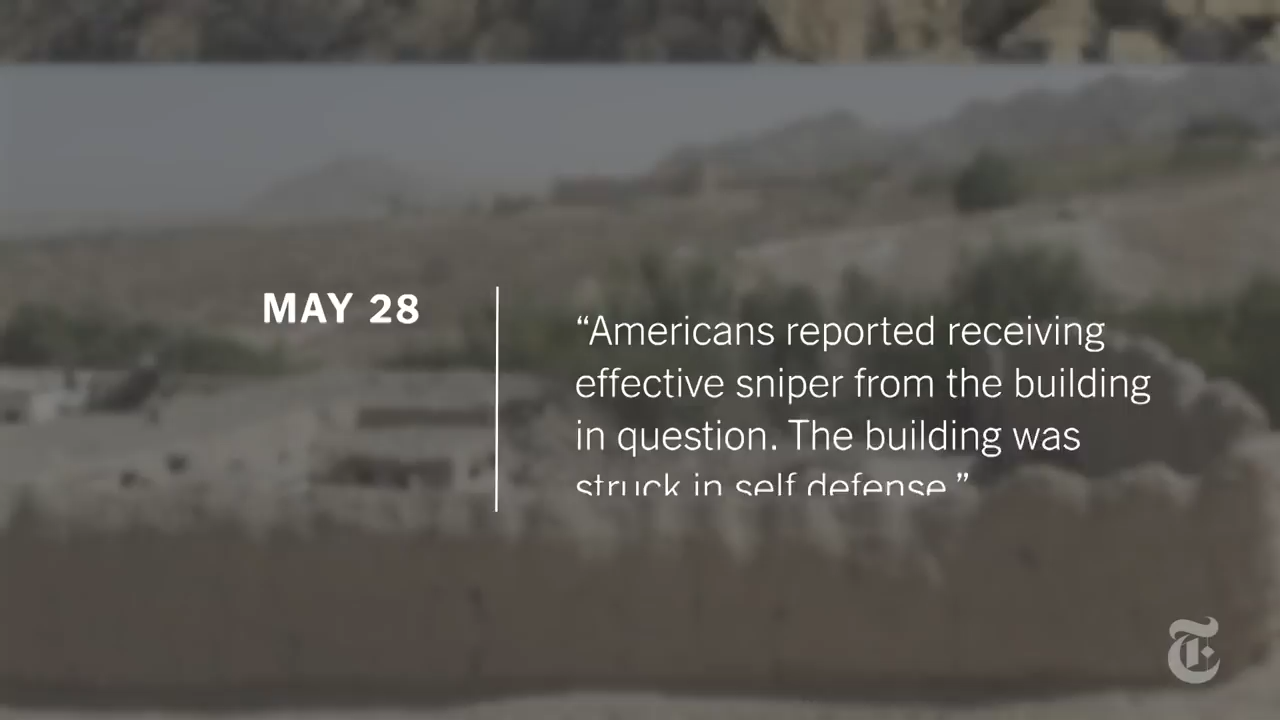 MAY 28
“Americans reported receiving
effective sniper from the building
in question. The building was
struck in self defense.”